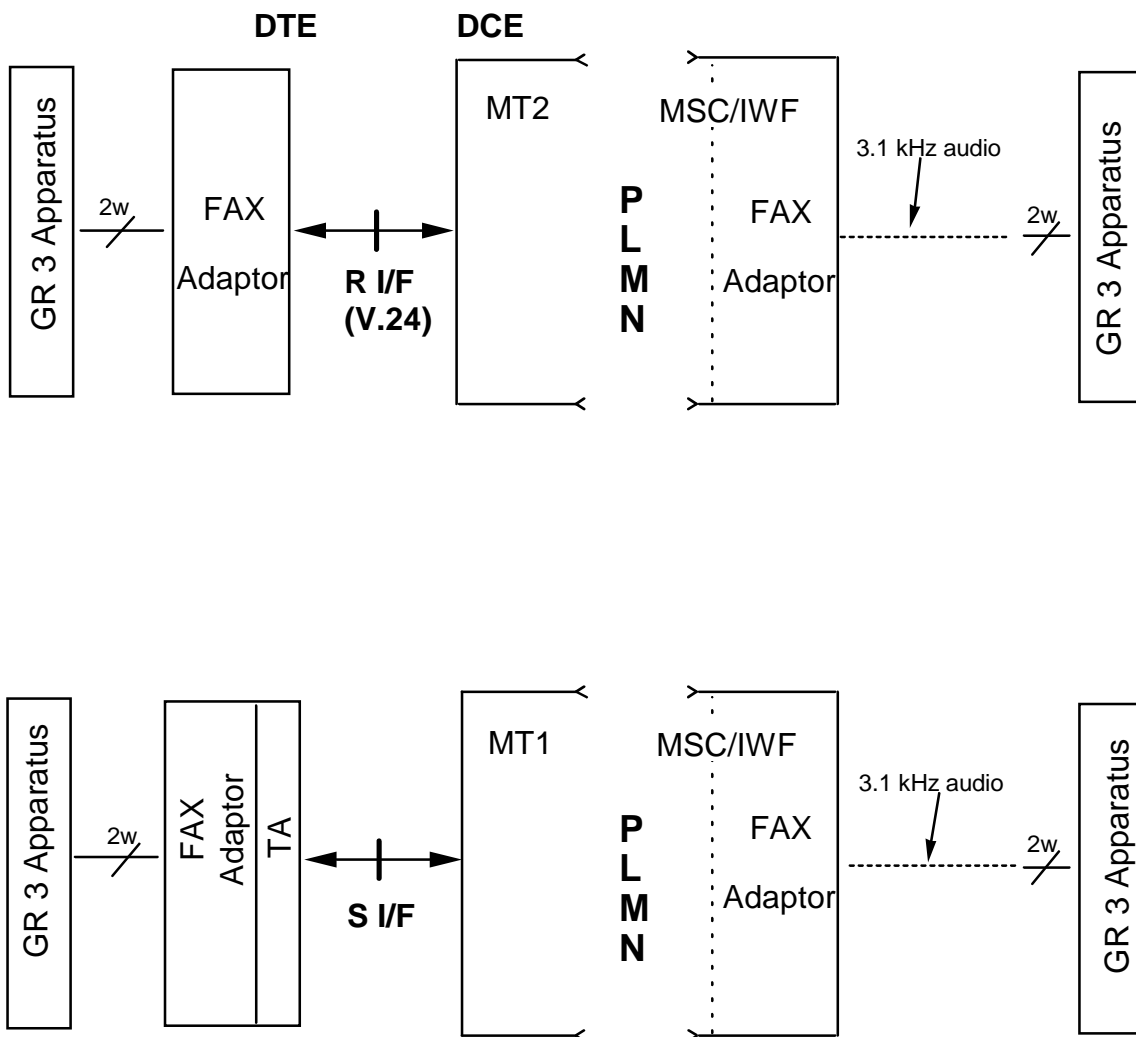 DTE
DCE
GR 3 Apparatus
2w
FAX
Adaptor
R I/F
(V.24)
MT2
P
L
M
N
MSC/IWF
FAX
Adaptor
3.1 kHz audio
2w
GR 3 Apparatus
GR 3 Apparatus
2w
FAX
Adaptor
TA
S I/F
MT1
P
L
M
N
MSC/IWF
FAX
Adaptor
3.1 kHz audio
2w
GR 3 Apparatus